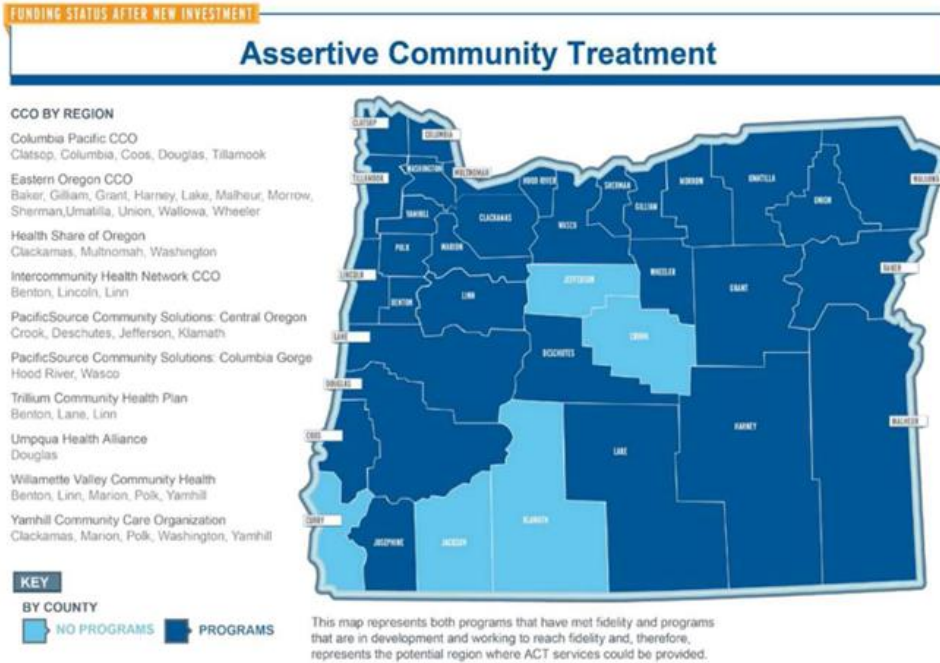 FUNDING STATUS AFTER NEW INVESTMENT
Assertive Community Treatment
CCO BY REGION
Columbia Pacific CCO
Clatsop, Columbia, Coos, Douglas, Tillamook
Eastern Oregon CCO
Baker, Gilliam, Grant, Harney, Lake, Malheur, Morrow,
Sherman,Umatilla, Union, Wallowa, Wheeler
Health Share of Oregon
Clackamas, Multnomah, Washington
Intercommunity Health Network CCO
Benton, Lincoln, Linn
PacificSource Community Solutions: Central Oregon
Crook, Deschutes, Jefferson, Klamath
PacificSource Community Solutions: Columbia Gorge
Hood River, Wasco
Trillium Community Health Plan
Benton, Lane, Linn
Umpqua Health Alliance
Douglas
Willamette Valley Community Health
Benton, Linn, Marion, Polk, Yamhill
Yamhill Community Care Organization
Clackamas, Marion, Polk, Washington, Yamhill
KEY
BY COUNTY
NO PROGRAMS
PROGRAMS
CLATSOP
COLUMBIA
TILLAMOOK
WASHINGTON
MULTNOMAH
HOOD RIVER
SHERMAN
GILLIAM
MORROW
UMATILLA
UNION
WALLOWA
YAMHILL
CLACKAMAS
WASCO
POLK
MARION
LINCOLN
JEFFERSON
WHEELER
GRANT
BAKER
BENTON
LINN
LANE
CROOK
DESCHUTES
DOUGLAS
COOS
LAKE
HARNEY
MALHEUR
CURRY
JOSEPHINE
JACKSON
KLAMATH
This map represents both programs that have met fidelity and programs
that are in development and working to reach fidelity and, therefore,
represents the potential region where ACT services could be provided.